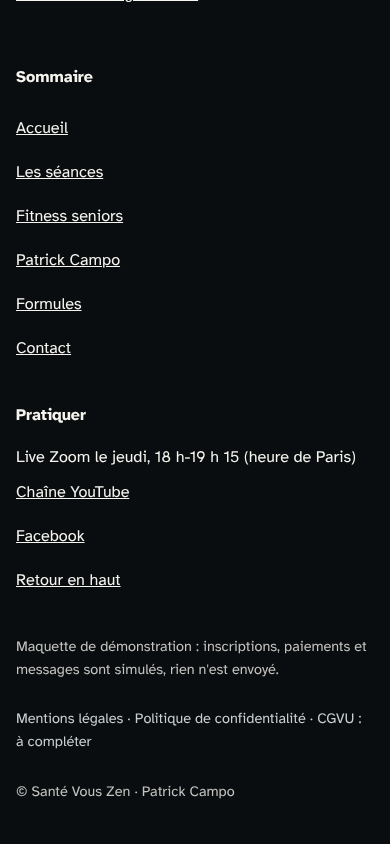 Sommaire
Accueil
Les séances
Fitness seniors
Patrick Campo
Formules
Contact
Pratiquer
Live Zoom le jeudi, 18 h-19 h 15 (heure de Paris)
Chaîne YouTube
Facebook
Retour en haut
Maquette de démonstration : inscriptions, paiements et
messages sont simulés, rien n'est envoyé.
Mentions légales · Politique de confidentialité · CGVU :
à compléter
© Santé Vous Zen · Patrick Campo